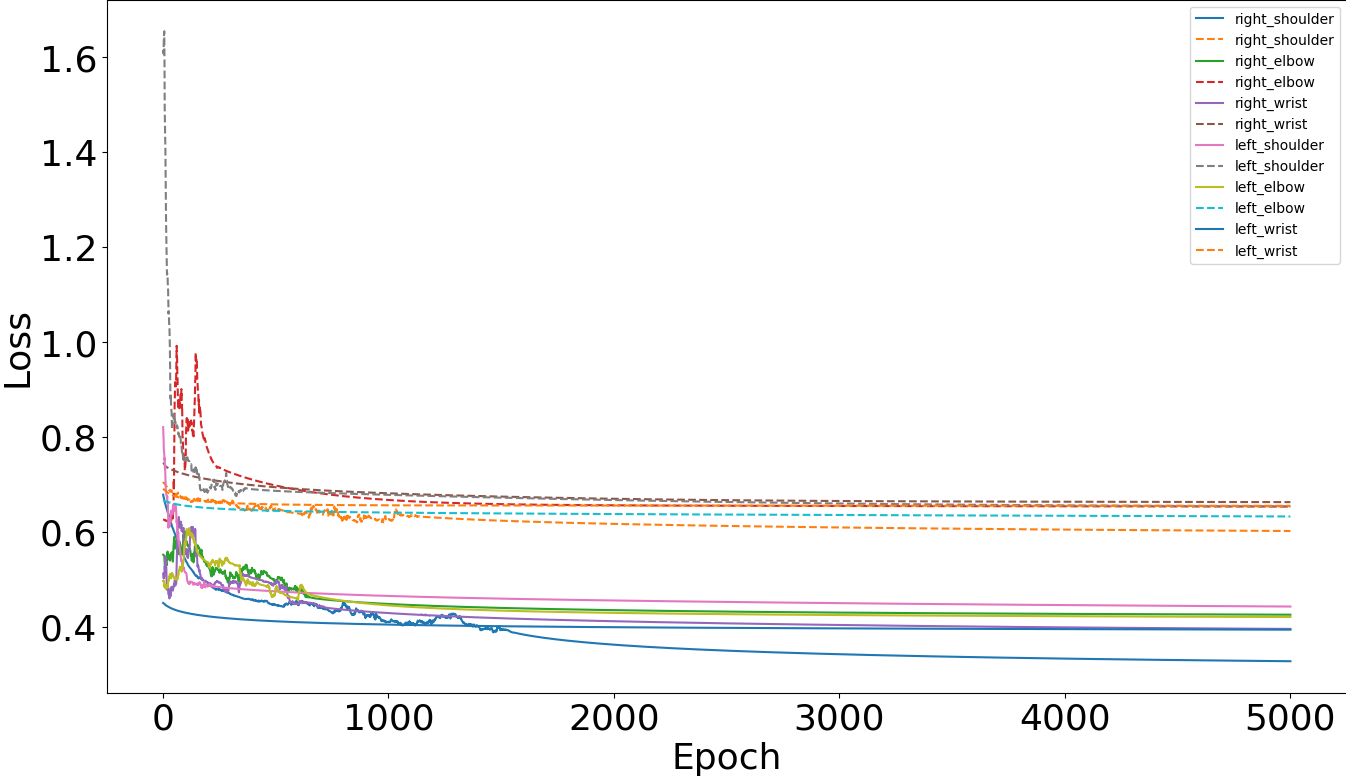 right_shoulder
right_shoulder
right_elbow
right_elbow
right_wrist
right_wrist
left_shoulder
left_shoulder
left_elbow
left_elbow
left_wrist
left_wrist
Loss
1.6
1.4
1.2
1.0
0.8
0.6
0.4
0 1000 2000 3000 4000 5000
Epoch